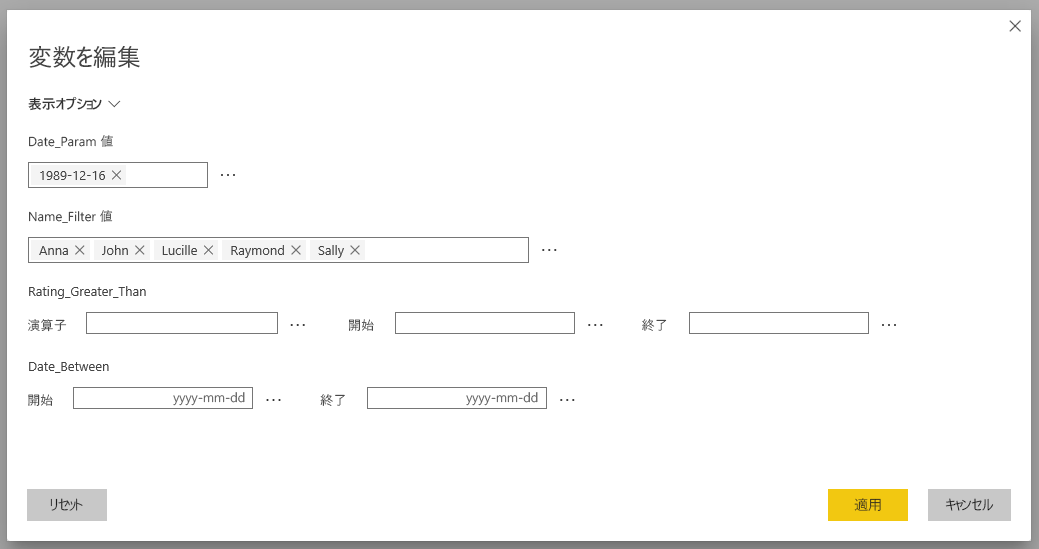 変数を編集
表示オプション
Date_Param 値
1989-12-16
Name_Filter 値
Anna John Lucille Raymond Sally
Rating_Greater_Than
演算子 開始 終了
Date_Between
開始 yyyy-mm-dd 終了 yyyy-mm-dd
リセット 適用 キャンセル